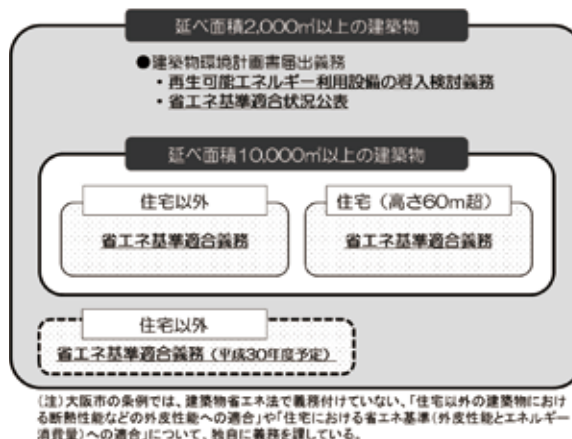 延べ面積2,000㎡以上の建築物
●建築物環境計画書届出義務
・再生可能エネルギー利用設備の導入検討義務
・省エネ基準適合状況公表
延べ面積10,000㎡以上の建築物
住宅以外
省エネ基準適合義務
住宅（高さ60m超）
省エネ基準適合義務
住宅以外
省エネ基準適合義務（平成30年度予定）
(注)大阪市の条例では、建築物省エネ法で義務付けていない、「住宅以外の建築物におけ
る断熱性能などの外皮性能への適合」や「住宅における省エネ基準（外皮性能とエネルギー
消費量）への適合」について、独自に義務を課している。